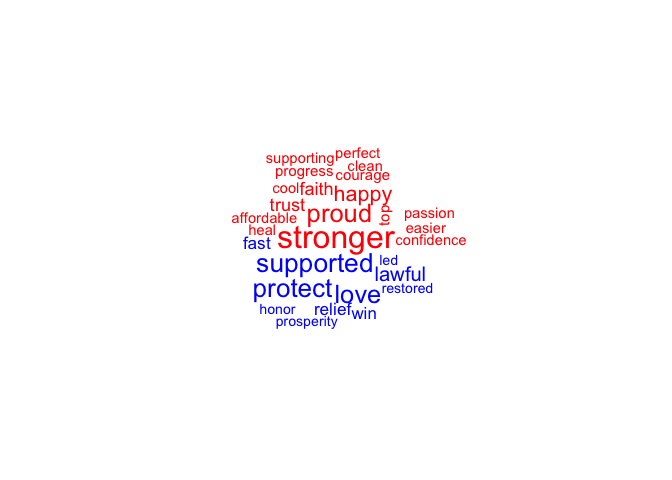 supporting perfect
progress clean
courage
cool faith happy
trust proud top passion
affordable
heal easier
fast stronger confidence
supported led
lawful
protect love restored
honor relief win
prosperity